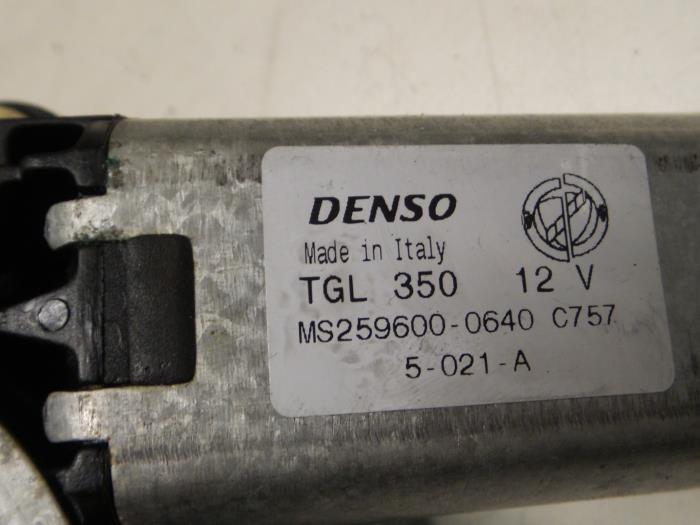 DENSO
Made in Italy
TGL 350 12 V
MS259600-0640 C757
5-021-A